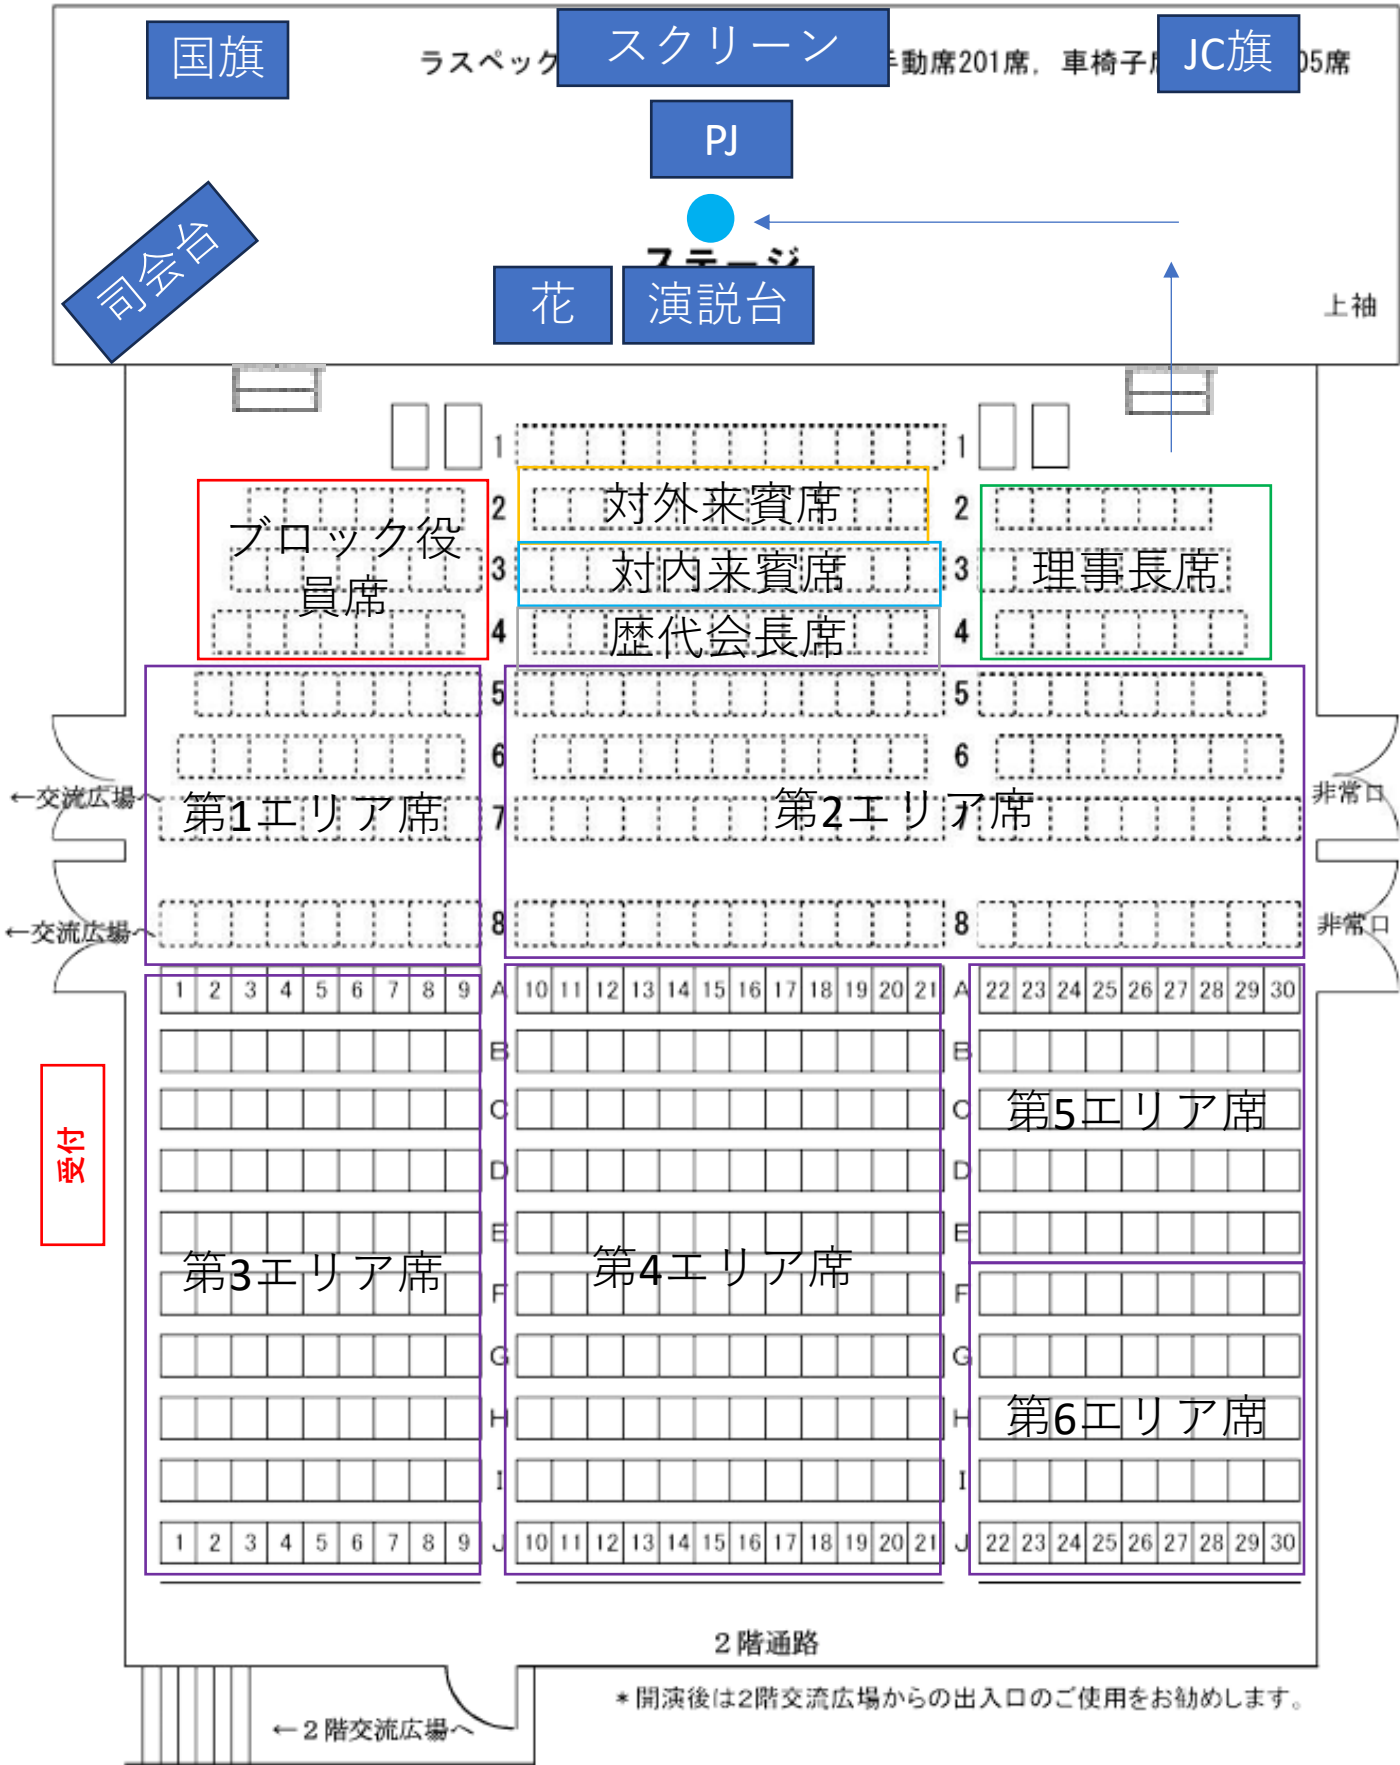 国旗
スクリーン
JC旗
ラスペック
手動席201席，車椅子
05席
PJ
司会台
ステージ
花
演説台
上袖
1 1
2 2
対外来賓席
ブロック役
員席
3 3
対内来賓席
理事長席
4 4
歴代会長席
5 5
6 6
←交流広場へ
非常口
第1エリア席
7 7
第2エリア席
8 8
←交流広場へ
非常口
1 2 3 4 5 6 7 8 9 A 10 11 12 13 14 15 16 17 18 19 20 21 A 22 23 24 25 26 27 28 29 30
B B
C C
第5エリア席
受付
D D
E E
第3エリア席
第4エリア席
F F
G G
H H
第6エリア席
I I
1 2 3 4 5 6 7 8 9 J 10 11 12 13 14 15 16 17 18 19 20 21 J 22 23 24 25 26 27 28 29 30
2階通路
＊開演後は2階交流広場からの出入口のご使用をお勧めします。
←2階交流広場へ